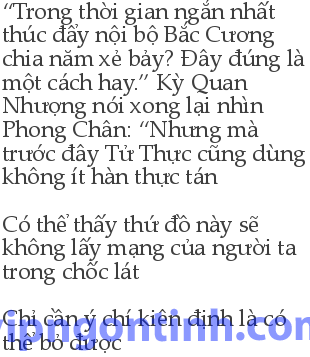 “Trong thời gian ngắn nhất
thúc đẩy nội bộ Bắc Cương
chia năm xẻ bảy? Đây đúng là
một cách hay.” Kỳ Quan
Nhượng nói xong lại nhìn
Phong Chân: “Nhưng mà
trước đây Tử Thực cũng dùng
không ít hàn thực tán

Có thể thấy thứ đồ này sẽ
không lấy mạng của người ta
trong chốc lát

Chỉ cần ý chí kiên định là có
thể bỏ được
vipngontinh.com